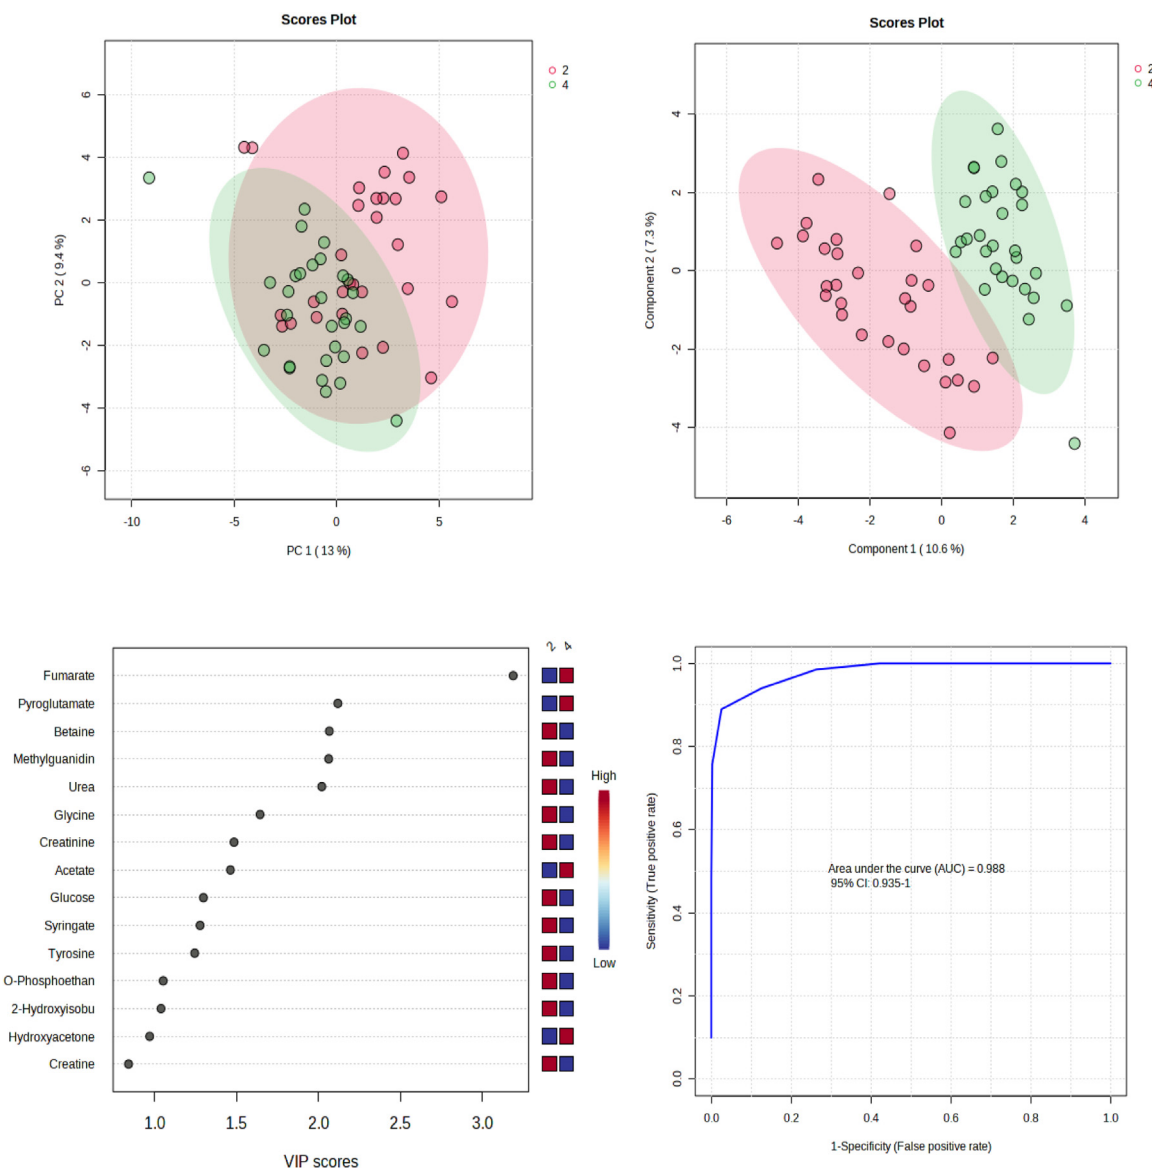 Scores Plot
2
4
6
4
2
0
-2
-4
-6
PC 2 ( 9.4 %)
-10
-5
0
5
PC 1 ( 13 %)
Scores Plot
2
4
4
2
0
-2
-4
Component 2 ( 7.3 %)
-6
-4
-2
0
2
4
Component 1 ( 10.6 %)
2 4
Fumarate
Pyroglutamate
Betaine
Methylguanidin
Urea
Glycine
Creatinine
Acetate
Glucose
Syringate
Tyrosine
O-Phosphoethan
2-Hydroxyisobu
Hydroxyacetone
Creatine
High
Low
1.0
1.5
2.0
2.5
3.0
VIP scores
1.0
0.8
0.6
0.4
0.2
0.0
Sensitivity (True positive rate)
Area under the curve (AUC) = 0.988
95% CI: 0.935-1
0.0
0.2
0.4
0.6
0.8
1.0
1-Specificity (False positive rate)